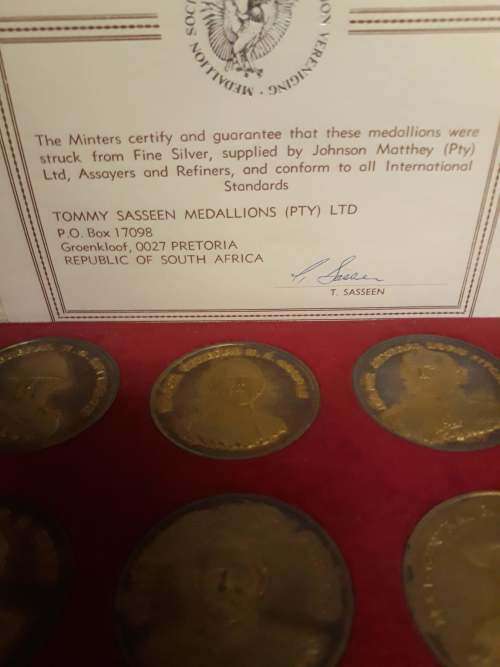 MEDALLION
VERENIGING
The Minters certify and guarantee that these medallions were
struck from Fine Silver, supplied by Johnson Matthey (Pty)
Ltd, Assayers and Refiners, and conform to all International
Standards
TOMMY SASSEEN MEDALLIONS (PTY) LTD
P.O. Box 17098
Groenkloof, 0027 PRETORIA
REPUBLIC OF SOUTH AFRICA
T. Sasseen
T. SASSEEN